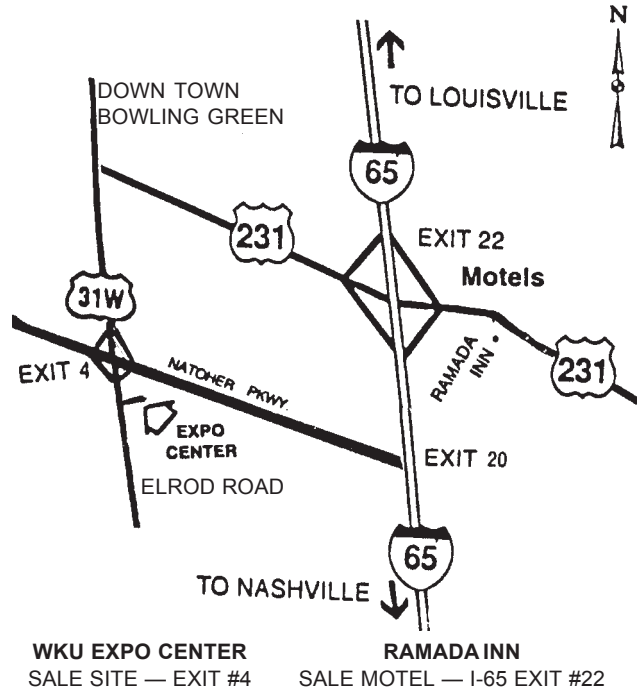 N
DOWN TOWN
BOWLING GREEN
TO LOUISVILLE
65
231
EXIT 22
Motels
31W
RAMADA
INN
231
EXIT 4
NATCHER PKWY.
EXPO
CENTER
EXIT 20
ELROD ROAD
65
TO NASHVILLE
WKU EXPO CENTER
SALE SITE — EXIT #4
RAMADA INN
SALE MOTEL — I-65 EXIT #22